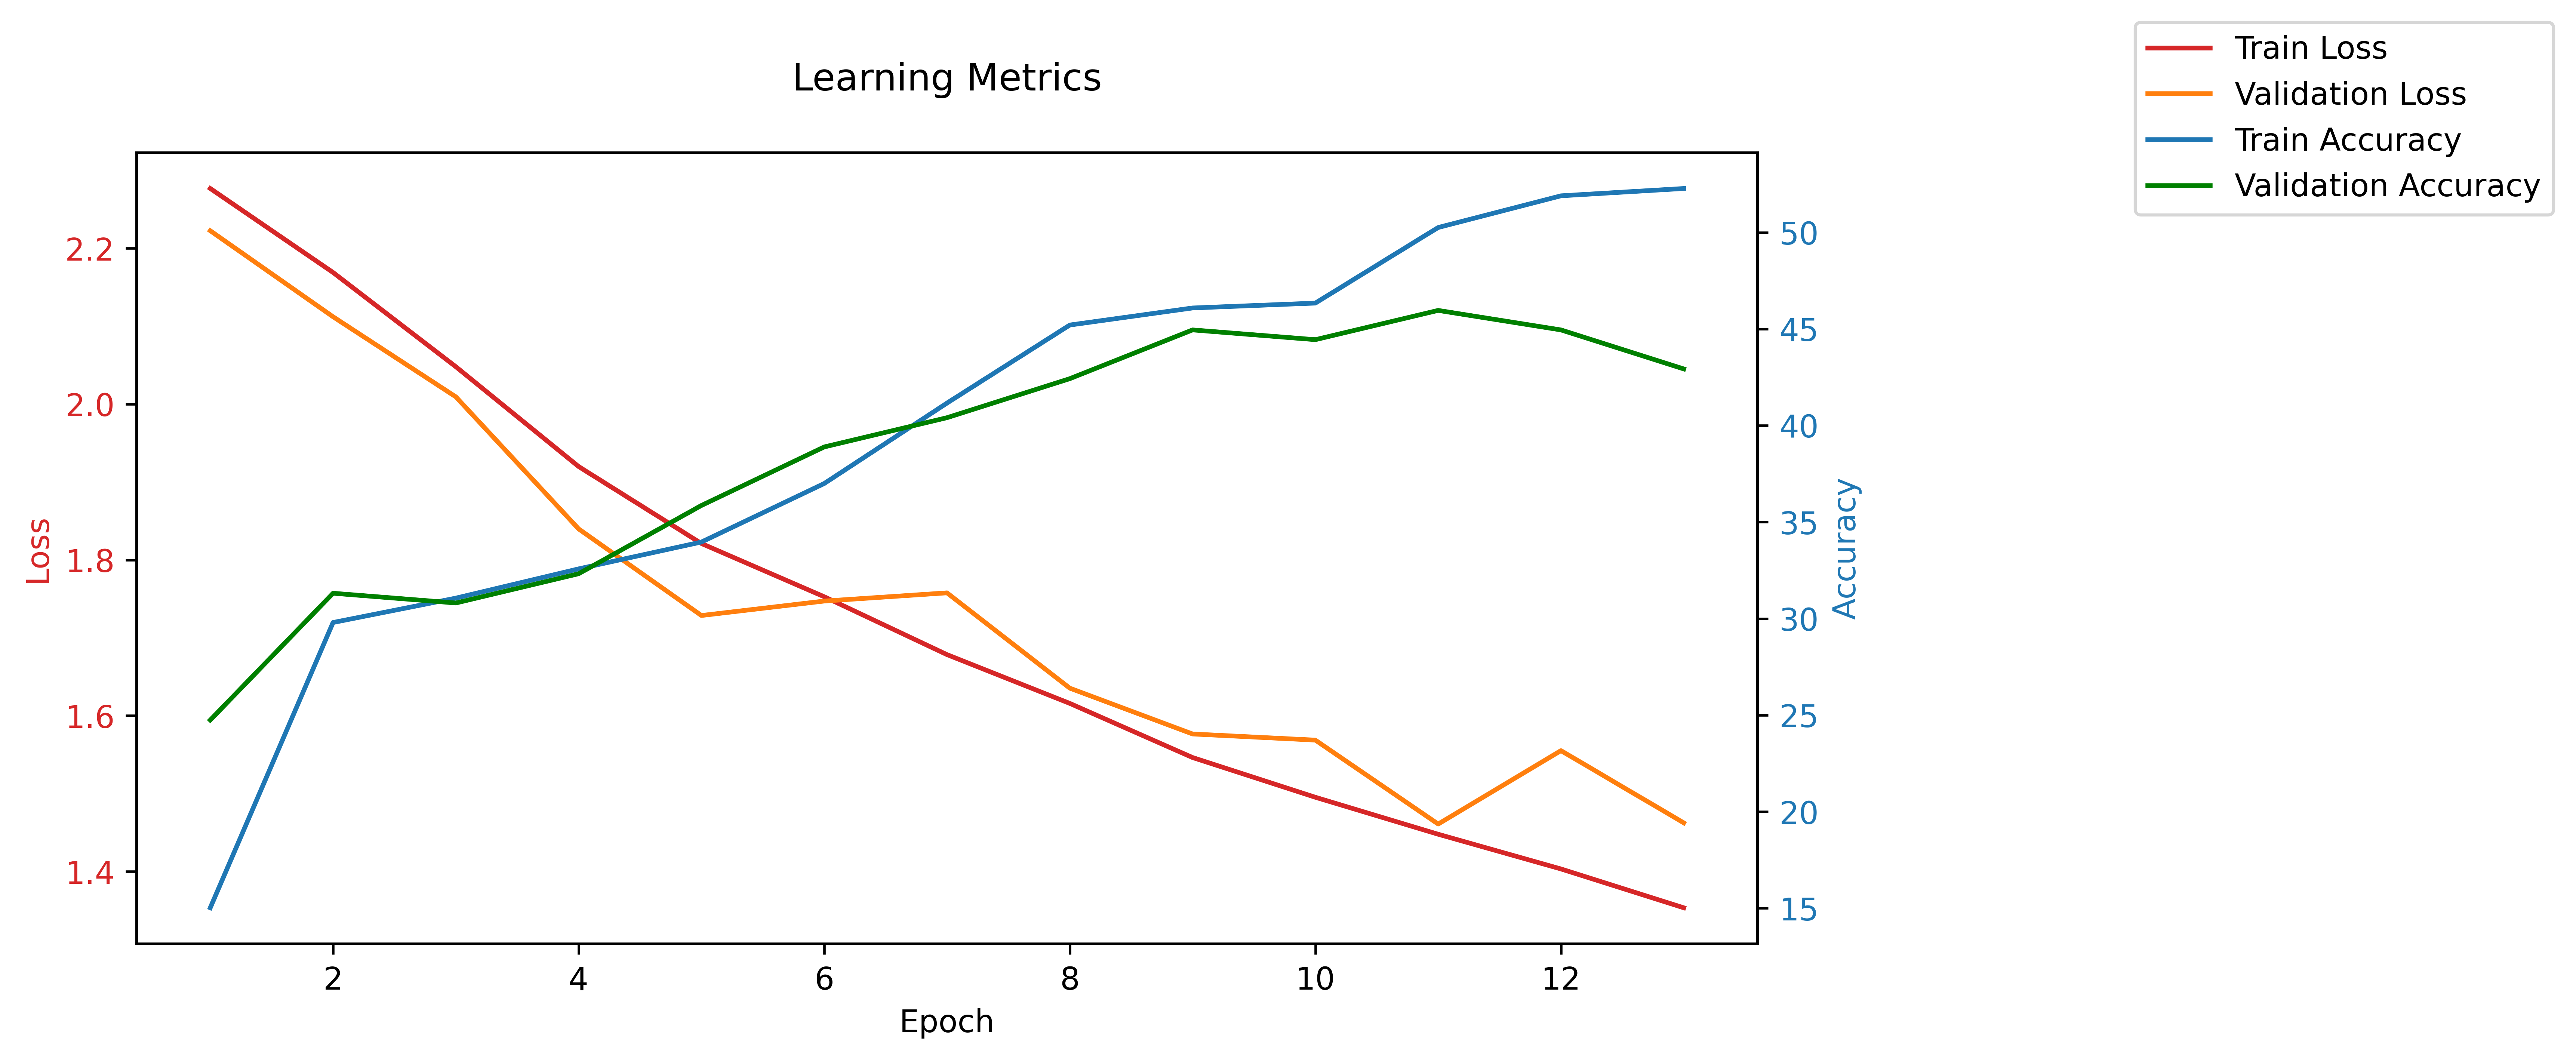 Learning Metrics
Train Loss
Validation Loss
Train Accuracy
Validation Accuracy
Loss
2.2
2.0
1.8
1.6
1.4
50
45
40
35
30
25
20
15
Accuracy
2 4 6 8 10 12
Epoch